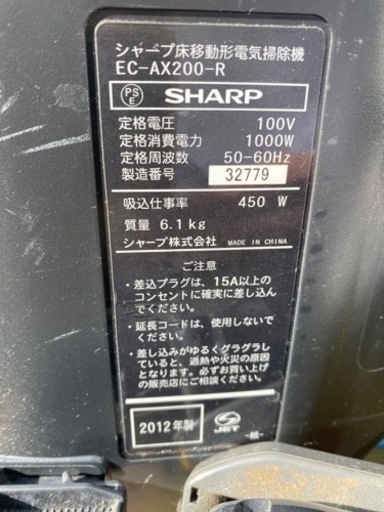 シャープ床移動形電気掃除機
EC-AX200-R
PS E SHARP
定格電圧 100V
定格消費電力 1000W
定格周波数 50-60Hz
製造番号 32779
吸込仕事率 450 W
質量 6.1kg
シャープ株式会社 MADE IN CHINA
ご注意
・差込プラグは、15A以上の
コンセントに確実に差し込ん
でください。
・延長コードは、使用しないで
ください。
・差し込みがゆるくグラグラし
ていると、過熱や火災の原因
となります。必ずお買い上げ
の販売店にご相談ください。
2012年製 JET -紙-